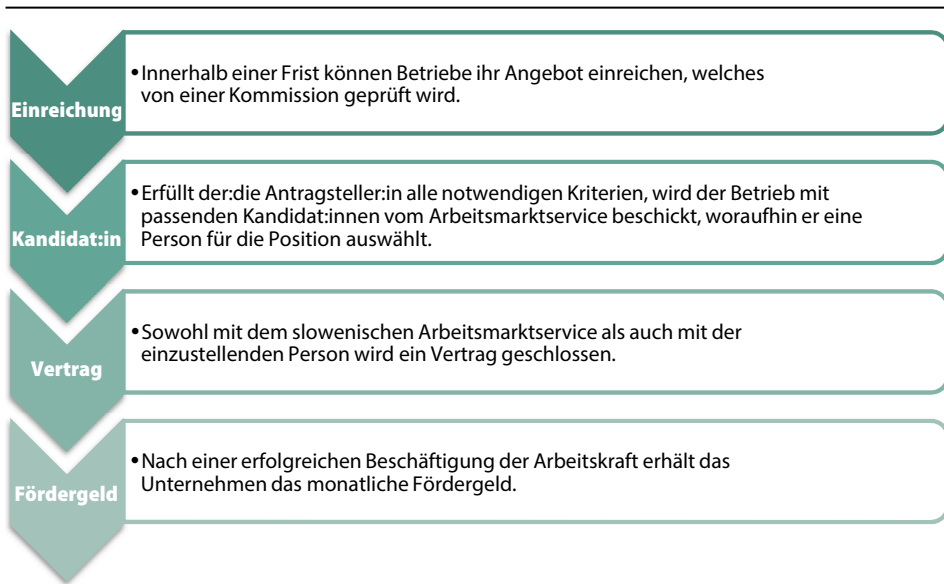 Einreichung
•Innerhalb einer Frist können Betriebe ihr Angebot einreichen, welches
von einer Kommission geprüft wird.
Kandidat:in
•Erfüllt der:die Antragsteller:in alle notwendigen Kriterien, wird der Betrieb mit
passenden Kandidat:innen vom Arbeitsmarktservice beschickt, woraufhin er eine
Person für die Position auswählt.
Vertrag
•Sowohl mit dem slowenischen Arbeitsmarktservice als auch mit der
einzustellenden Person wird ein Vertrag geschlossen.
Fördergeld
•Nach einer erfolgreichen Beschäftigung der Arbeitskraft erhält das
Unternehmen das monatliche Fördergeld.